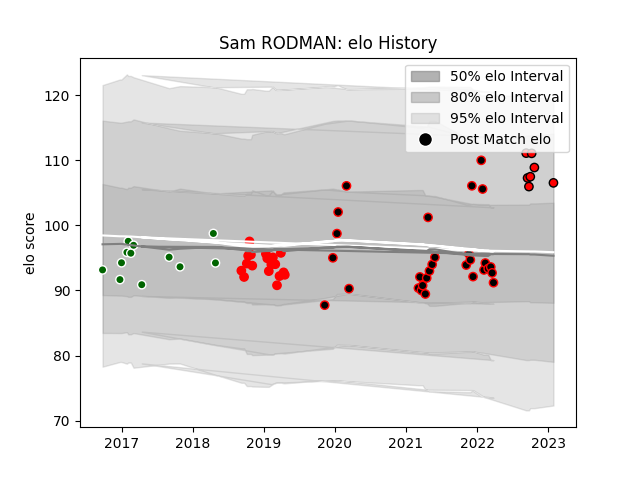 Sam RODMAN: elo History
50% elo Interval
80% elo Interval
95% elo Interval
Post Match elo
elo score
120
110
100
90
80
70
2017
2018
2019
2020
2021
2022
2023